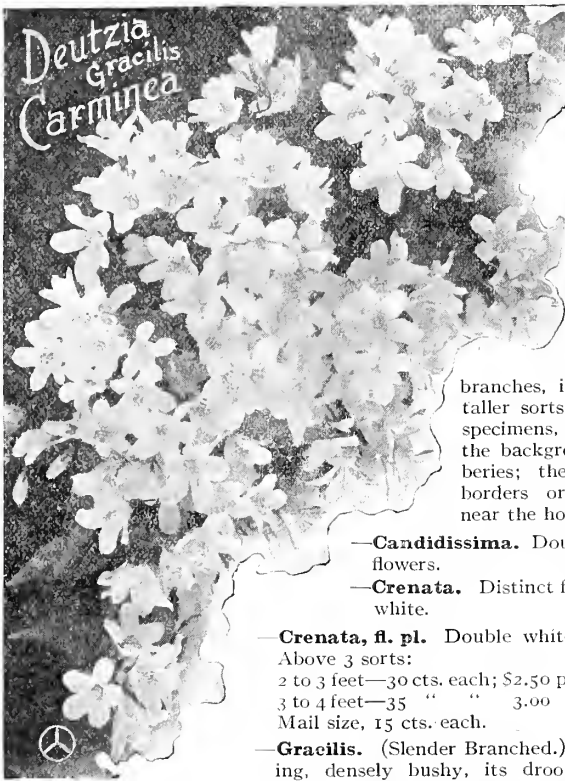 Deutzia
Gracilis
Carminea
branches, i
taller sorts
specimens,
the backgr
beries; the
borders or
near the ho
—Candidissima. Dou
flowers.
—Crenata. Distinct f
white.
—Crenata, fl. pl. Double whit
Above 3 sorts:
2 to 3 feet—30 cts. each; $2.50 p
3 to 4 feet—35 " " 3.00
Mail size, 15 cts. each.
—Gracilis. (Slender Branched.)
ing, densely bushy, its droo